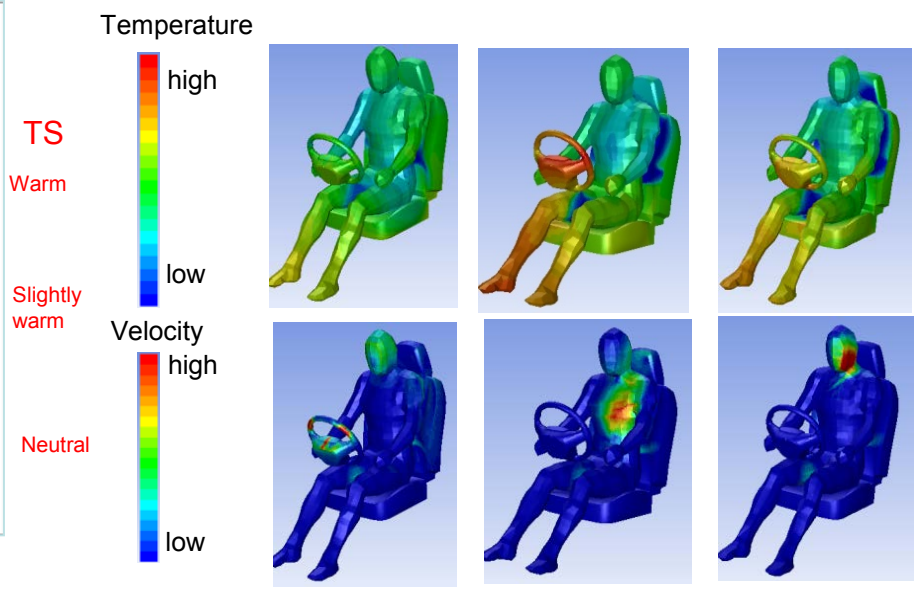 Temperature
high
TS
Warm
low
Slightly
warm
Velocity
high
Neutral
low